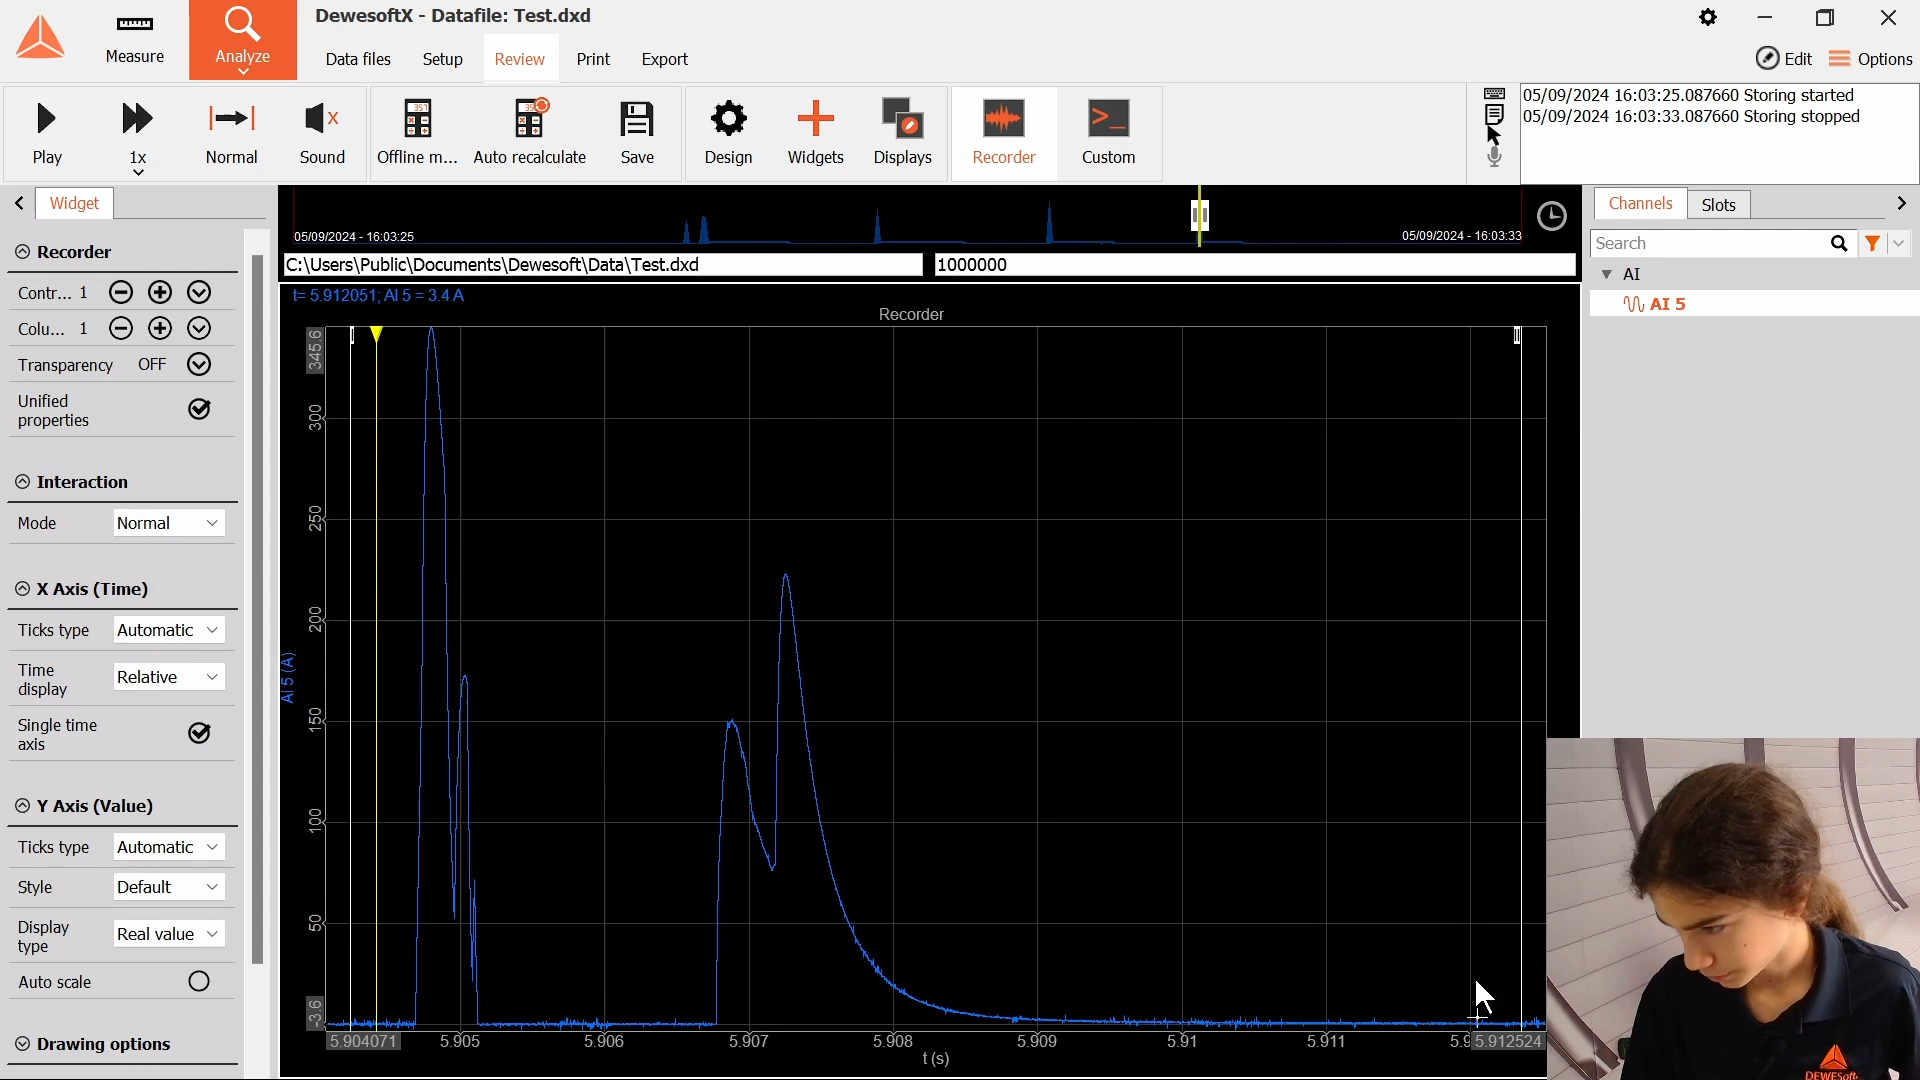 DewesoftX - Datafile: Test.dxd
Measure
Analyze
Data files
Setup
Review
Print
Export
Edit
Options
Play
1x
Normal
Sound
Offline m...
Auto recalculate
Save
Design
Widgets
Displays
Recorder
Custom
05/09/2024 16:03:25.087660 Storing started
05/09/2024 16:03:33.087660 Storing stopped
Widget
Recorder
Contr... 1
Colu... 1
Transparency OFF
Unified
properties
Interaction
Mode Normal
X Axis (Time)
Ticks type Automatic
Time
display
Relative
Single time
axis
Y Axis (Value)
Ticks type Automatic
Style Default
Display
type
Real value
Auto scale
Drawing options
05/09/2024 - 16:03:25
05/09/2024 - 16:03:33
C:\Users\Public\Documents\Dewesoft\Data\Test.dxd
1000000
t= 5.912051; AI 5 = 3.4 A
Recorder
345.6
300
250
200
150
100
50
-3.6
AI 5 (A)
5.904071
5.905
5.906
5.907
5.908
5.909
5.91
5.911
5.9
5.912524
t (s)
Channels
Slots
Search
AI
AI 5
DEWESoft